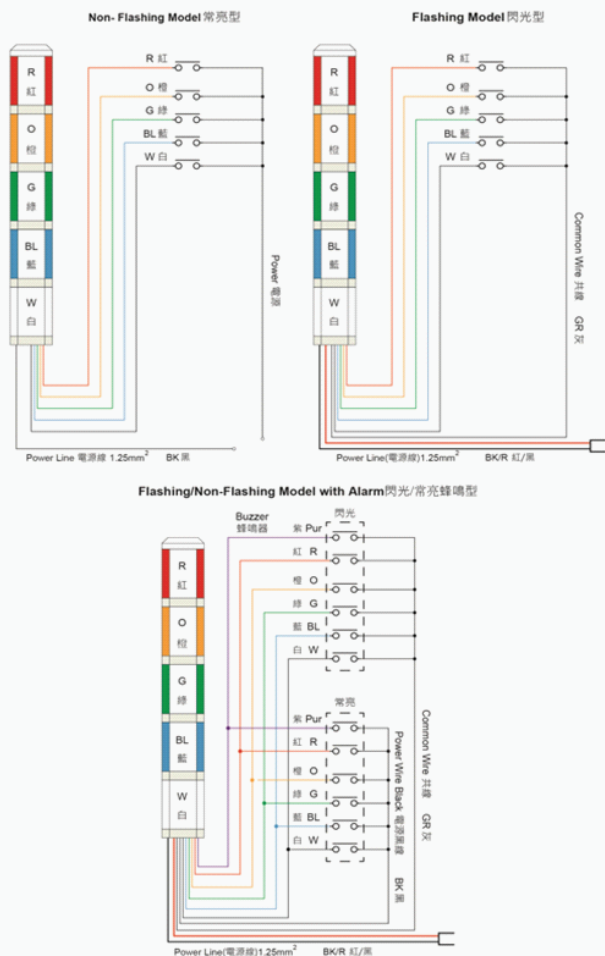 Non- Flashing Model 常亮型
R 紅
O 橙
G 綠
BL 藍
W 白
R
紅
O
橙
G
綠
BL
藍
W
白
Power 電源
Power Line 電源線 1.25mm² BK 黑
Flashing Model 閃光型
R 紅
O 橙
G 綠
BL 藍
W 白
R
紅
O
橙
G
綠
BL
藍
W
白
Common Wire 共線 GR 灰
Power Line(電源線)1.25mm² BK/R 紅/黑
Flashing/Non-Flashing Model with Alarm閃光/常亮蜂鳴型
Buzzer
蜂鳴器
閃光
紫 Pur
紅 R
橙 O
綠 G
藍 BL
白 W
R
紅
O
橙
G
綠
BL
藍
W
白
常亮
紫 Pur
紅 R
橙 O
綠 G
藍 BL
白 W
Power Wire Black 電源黑線 BK 黑
Common Wire 共線 GR 灰
Power Line(電源線)1.25mm² BK/R 紅/黑